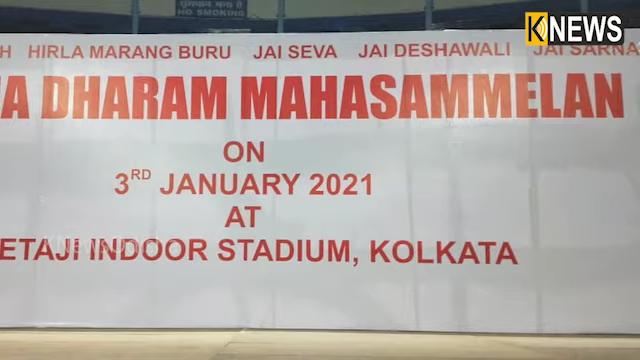 NO SMOKING
K NEWS
H HIRLA MARANG BURU JAI SEVA JAI DESHAWALI JAI SARNA
A DHARAM MAHASAMMELAN
ON
3RD JANUARY 2021
AT
ETAJI INDOOR STADIUM, KOLKATA